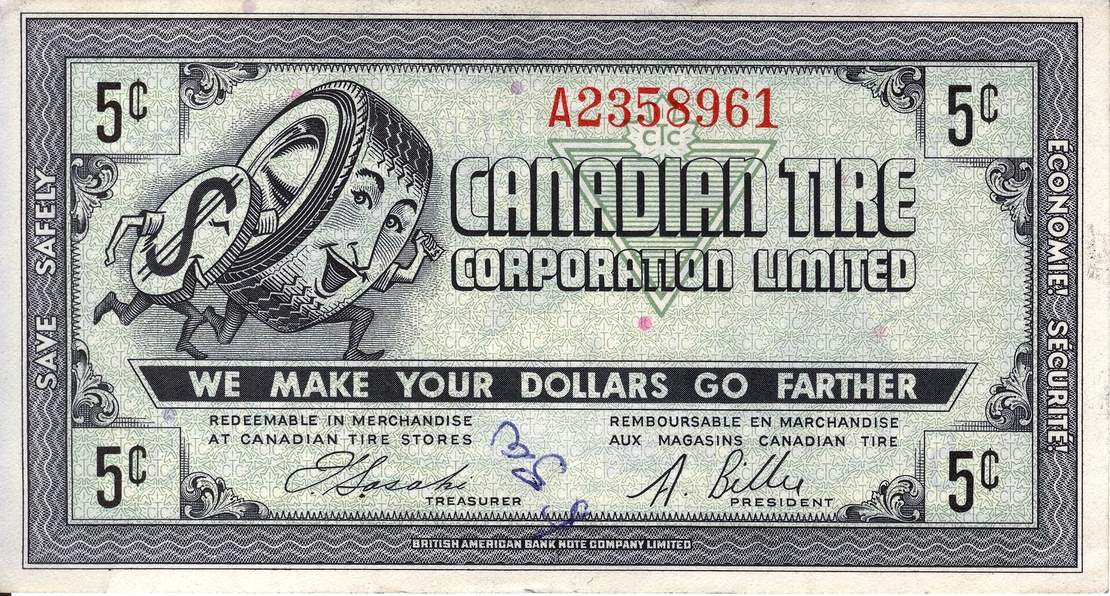 5¢
A2358961
5¢
CTC
CANADIAN TIRE
CORPORATION LIMITED
SAVE SAFELY
ECONOMIE! SÉCURITÉ!
WE MAKE YOUR DOLLARS GO FARTHER
REDEEMABLE IN MERCHANDISE
AT CANADIAN TIRE STORES
REMBOURSABLE EN MARCHANDISE
AUX MAGASINS CANADIAN TIRE
5¢
TREASURER
PRESIDENT
5¢
BRITISH AMERICAN BANK NOTE COMPANY LIMITED